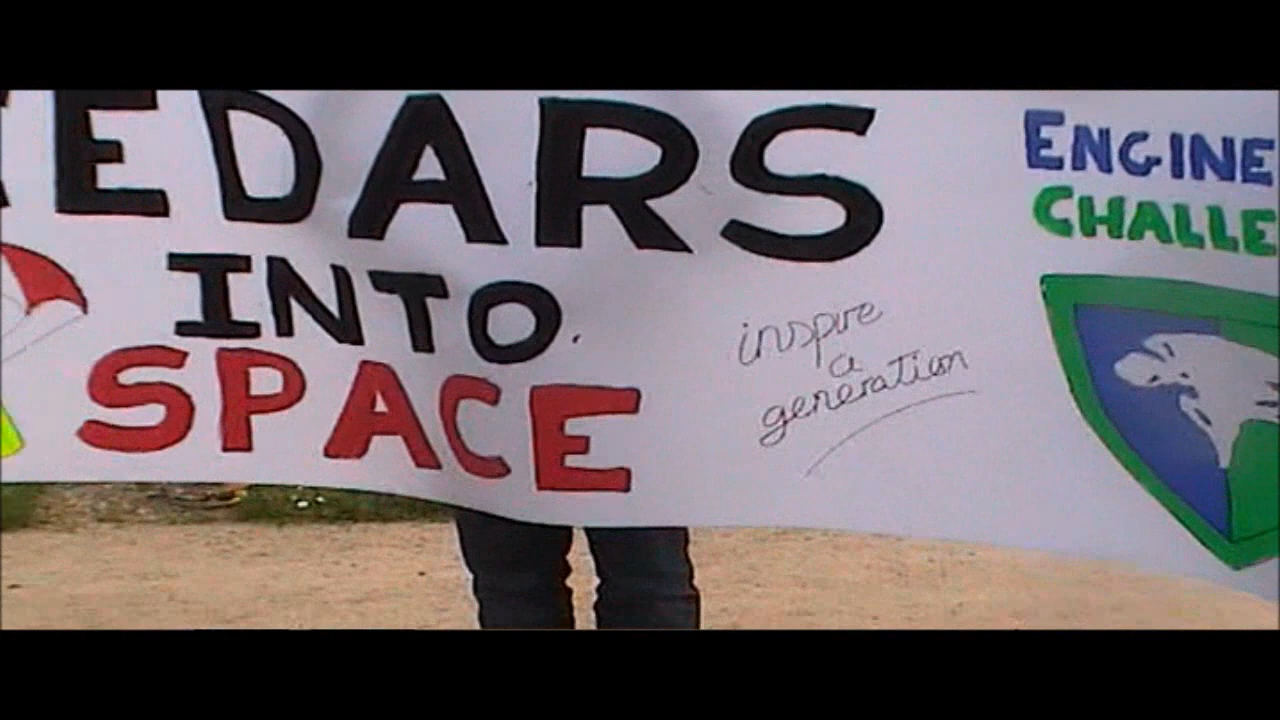 EDARS
INTO
SPACE
inspire
a
generation
ENGINE
CHALLE